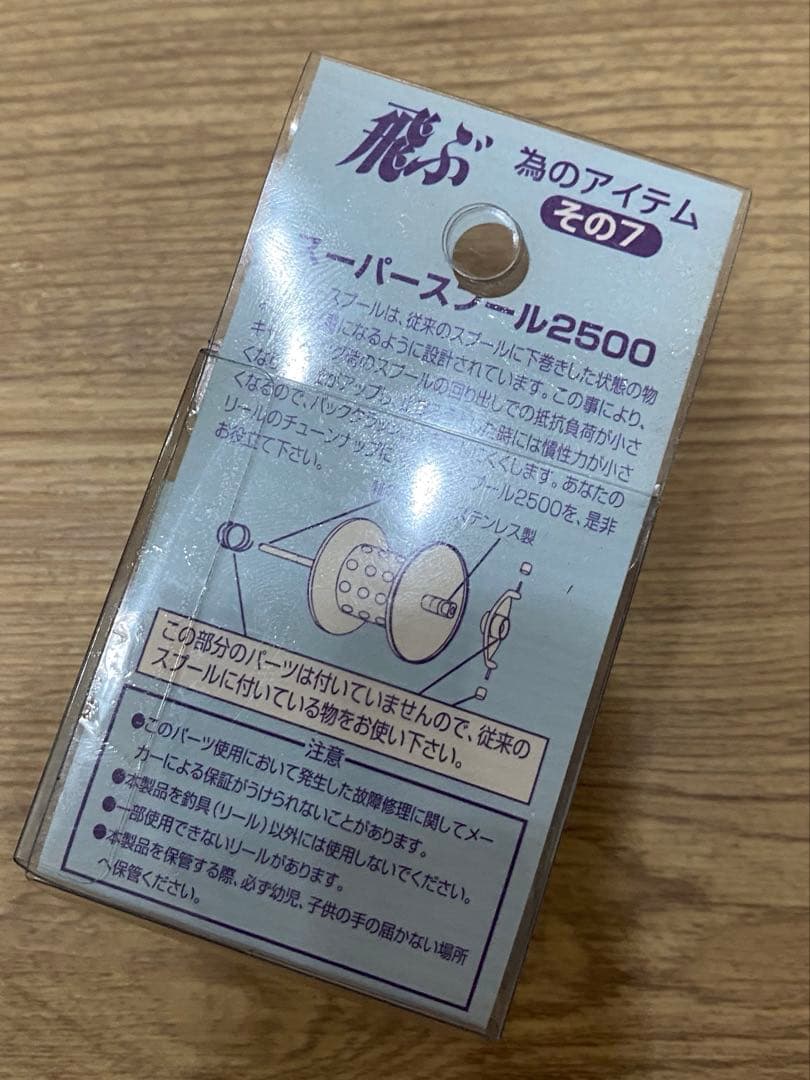 飛ぶ 為のアイテム
その7
スーパースプール2500
スプールは、従来のスプールに下巻きした状態の物
になるように設計されています。この事により、
キャ 後のスプールの回り出しでの抵抗負荷が小さ
くな がアップし、 た時には慣性力が小さ
くなるので、バックラッ くくします。あなたの
リールのチューンナップに ール2500を、是非
お役立て下さい。
ステンレス製
この部分のパーツは付いていませんので、従来の
スプールに付いている物をお使い下さい。
注意
●このパーツ使用において発生した故障修理に関してメー
カーによる保証がうけられないことがあります。
●本製品を釣具(リール)以外には使用しないでください。
●一部使用できないリールがあります。
●本製品を保管する際、必ず幼児、子供の手の届かない場所
へ保管ください。